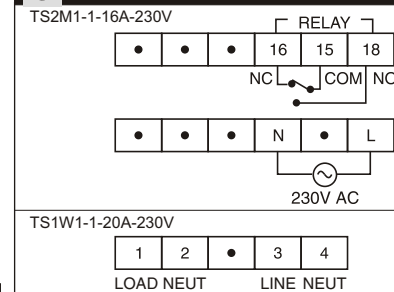 TS2M1-1-16A-230V
RELAY
16 15 18
NC COM NO
N L
230V AC
TS1W1-1-20A-230V
1 2 3 4
LOAD NEUT LINE NEUT